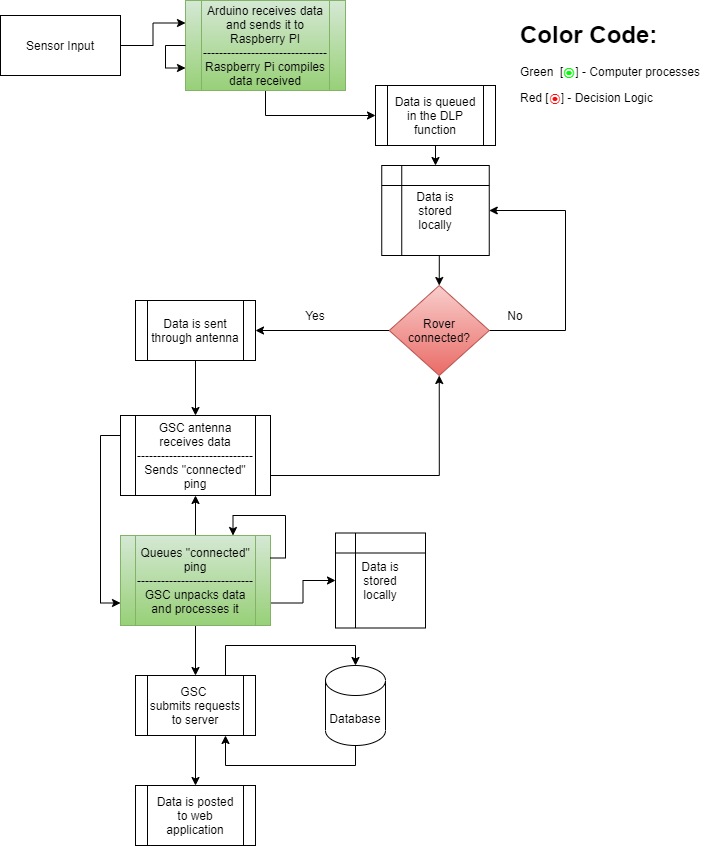 Sensor Input
Arduino receives data
and sends it to
Raspberry PI
------------------------------
Raspberry Pi compiles
data received
Color Code:
Green [] - Computer processes
Red [] - Decision Logic
Data is queued
in the DLP
function
Data is
stored
locally
Rover
connected?
Yes
No
Data is sent
through antenna
GSC antenna
receives data
----------------------------
Sends "connected"
ping
Queues "connected"
ping
----------------------------
GSC unpacks data
and processes it
Data is
stored
locally
GSC
submits requests
to server
Database
Data is posted
to web
application